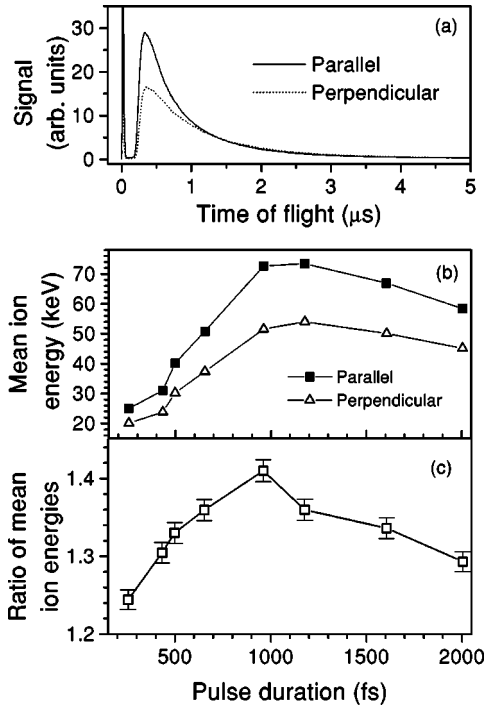 (a)
30
20
10
0
Signal
(arb. units)
Parallel
Perpendicular
0 1 2 3 4 5
Time of flight (μs)
(b)
70
60
50
40
30
20
Mean ion
energy (keV)
Parallel
Perpendicular
(c)
1.4
1.3
1.2
Ratio of mean
ion energies
500 1000 1500 2000
Pulse duration (fs)